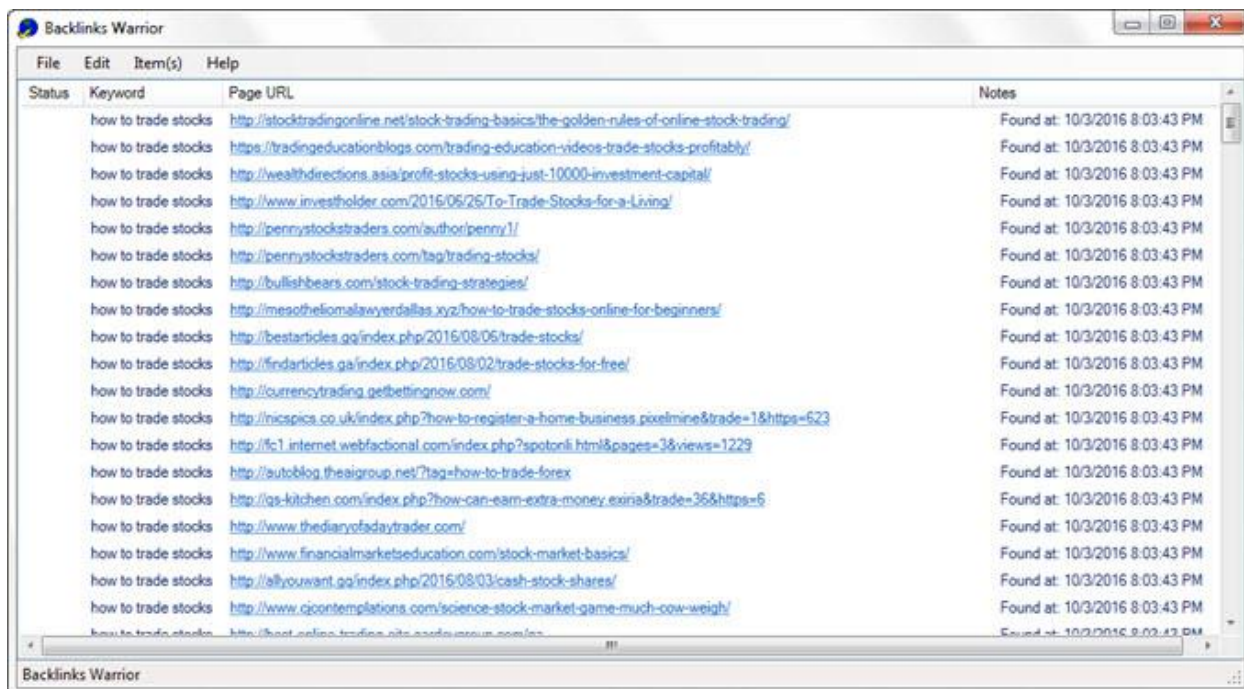 Backlinks Warrior
File Edit Item(s) Help
Status Keyword Page URL Notes
how to trade stocks http://stocktradingonline.net/stock-trading-basics/the-golden-rules-of-online-stock-trading/ Found at: 10/3/2016 8:03:43 PM
how to trade stocks https://tradingeducationblogs.com/trading-education-videos-trade-stocks-profitably/ Found at: 10/3/2016 8:03:43 PM
how to trade stocks http://wealthdirections.asia/profit-stocks-using-just-10000-investment-capital/ Found at: 10/3/2016 8:03:43 PM
how to trade stocks http://www.investholder.com/2016/06/26/To-Trade-Stocks-for-a-Living/ Found at: 10/3/2016 8:03:43 PM
how to trade stocks http://pennystockstraders.com/author/penny1/ Found at: 10/3/2016 8:03:43 PM
how to trade stocks http://pennystockstraders.com/tag/trading-stocks/ Found at: 10/3/2016 8:03:43 PM
how to trade stocks http://bullishbears.com/stock-trading-strategies/ Found at: 10/3/2016 8:03:43 PM
how to trade stocks http://mesotheliomalawyerdallas.xyz/how-to-trade-stocks-online-for-beginners/ Found at: 10/3/2016 8:03:43 PM
how to trade stocks http://bestarticles.gq/index.php/2016/08/06/trade-stocks/ Found at: 10/3/2016 8:03:43 PM
how to trade stocks http://findarticles.ga/index.php/2016/08/02/trade-stocks-for-free/ Found at: 10/3/2016 8:03:43 PM
how to trade stocks http://currencytrading.getbettingnow.com/ Found at: 10/3/2016 8:03:43 PM
how to trade stocks http://nicspics.co.uk/index.php?how-to-register-a-home-business.pixelmine&trade=1&https=623 Found at: 10/3/2016 8:03:43 PM
how to trade stocks http://fc1.internet.webfactional.com/index.php?spotonli.html&pages=3&views=1229 Found at: 10/3/2016 8:03:43 PM
how to trade stocks http://autoblog.theaigroup.net/?tag=how-to-trade-forex Found at: 10/3/2016 8:03:43 PM
how to trade stocks http://qs-kitchen.com/index.php?how-can-earn-extra-money.exiria&trade=36&https=6 Found at: 10/3/2016 8:03:43 PM
how to trade stocks http://www.thediaryofadaytrader.com/ Found at: 10/3/2016 8:03:43 PM
how to trade stocks http://www.financialmarketseducation.com/stock-market-basics/ Found at: 10/3/2016 8:03:43 PM
how to trade stocks http://allyouwant.gq/index.php/2016/08/03/cash-stock-shares/ Found at: 10/3/2016 8:03:43 PM
how to trade stocks http://www.cjcontemplations.com/science-stock-market-game-much-cow-weigh/ Found at: 10/3/2016 8:03:43 PM
how to trade stocks Found at: 10/3/2016 8:03:43 PM
Backlinks Warrior